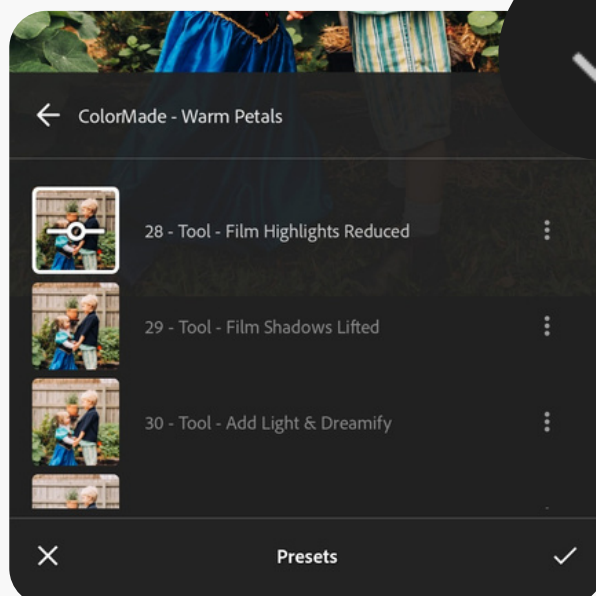 ColorMade - Warm Petals
28 - Tool - Film Highlights Reduced
29 - Tool - Film Shadows Lifted
30 - Tool - Add Light & Dreamify
Presets